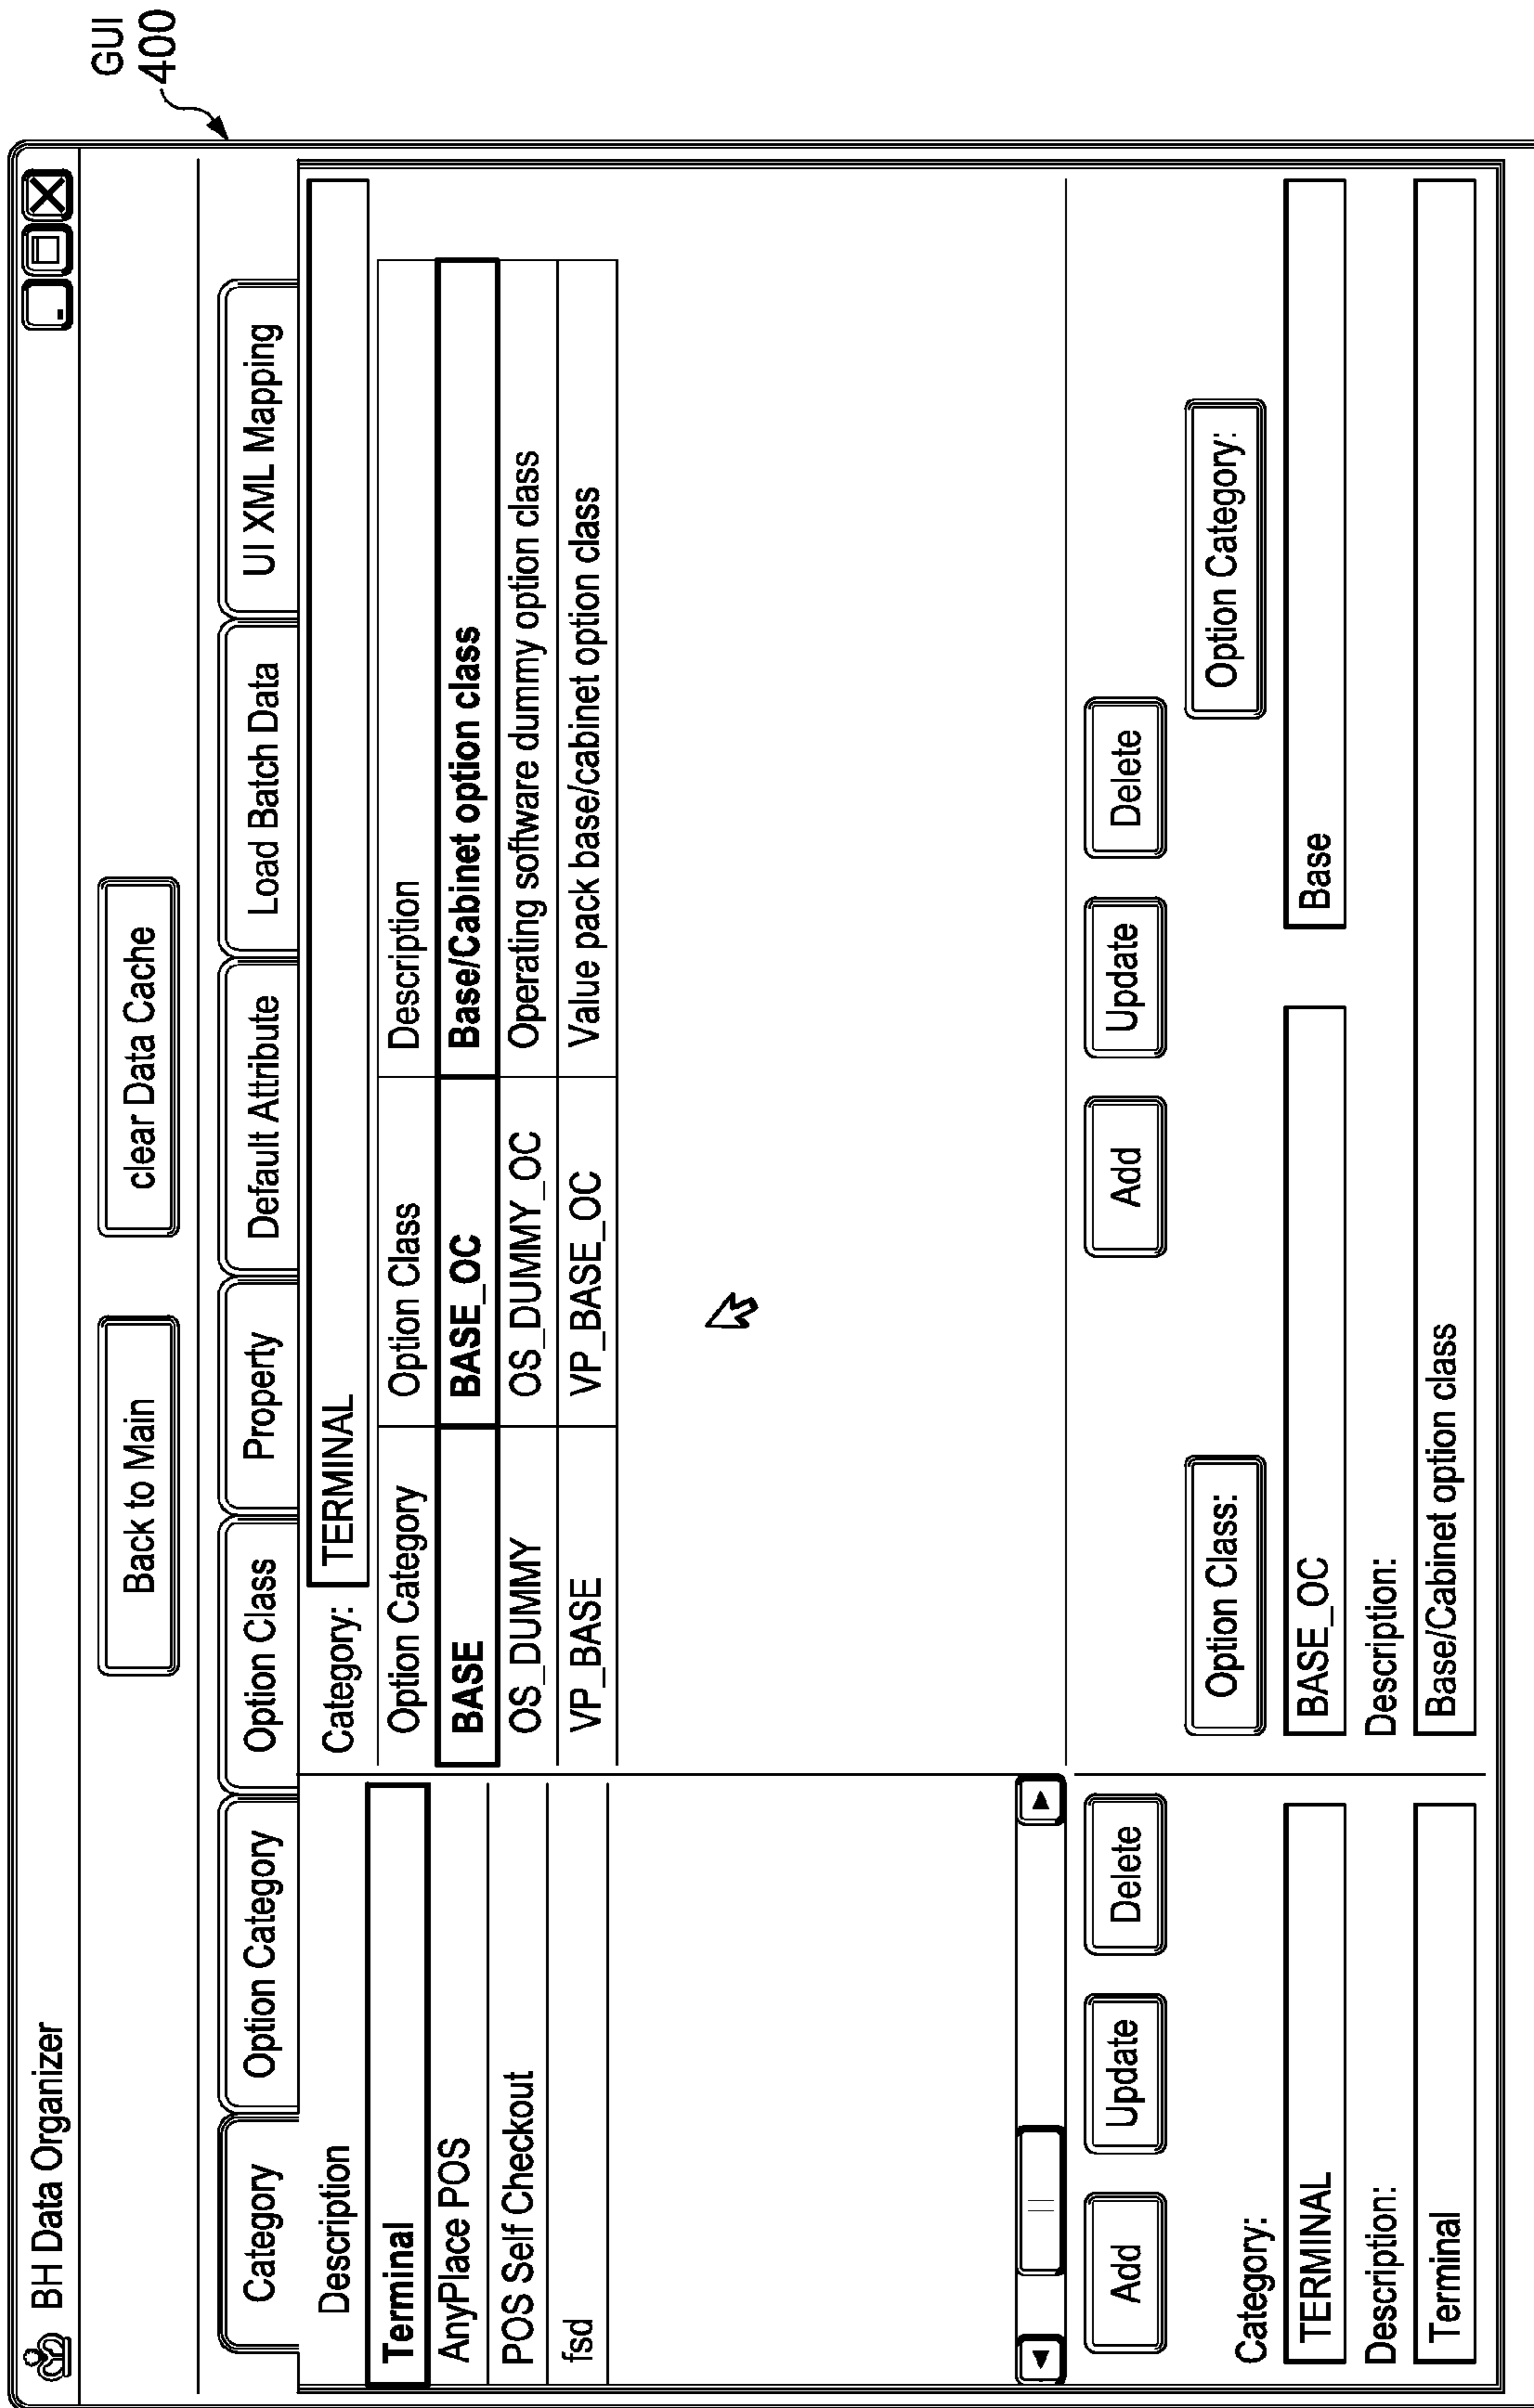 GUI
400
BH Data Organizer
Back to Main
clear Data Cache
Category
Option Category
Option Class
Property
Default Attribute
Load Batch Data
UI XML Mapping
Description
Terminal
AnyPlace POS
POS Self Checkout
fsd
Category: TERMINAL
Option Category Option Class Description
BASE BASE_OC Base/Cabinet option class
OS_DUMMY OS_DUMMY_OC Operating software dummy option class
VP_BASE VP_BASE_OC Value pack base/cabinet option class
Add Update Delete
Category:
TERMINAL
Description:
Terminal
Add Update Delete
Option Class: Option Category:
BASE_OC Base
Description:
Base/Cabinet option class